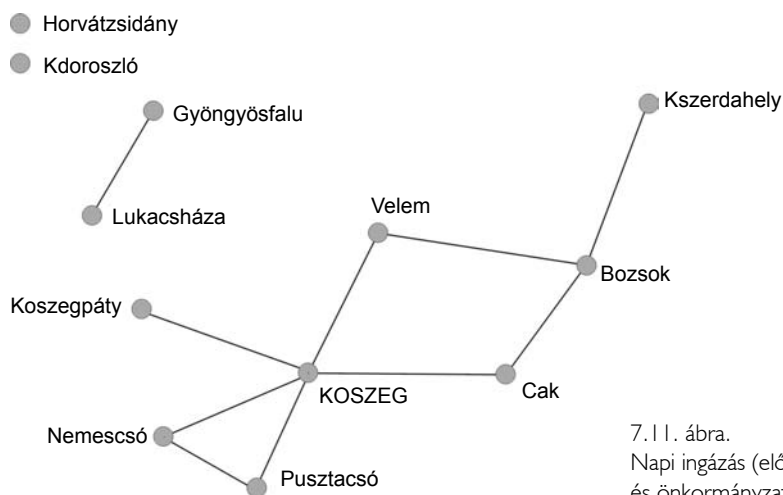 Horvátzsidány
Kdoroszló
Gyöngyösfalu
Kszerdahely
Lukacsháza
Velem
Bozsok
Koszegpáty
KOSZEG
Cak
Nemescsó
Pusztacsó
7.11. ábra.
Napi ingázás (elő
és önkormányzat